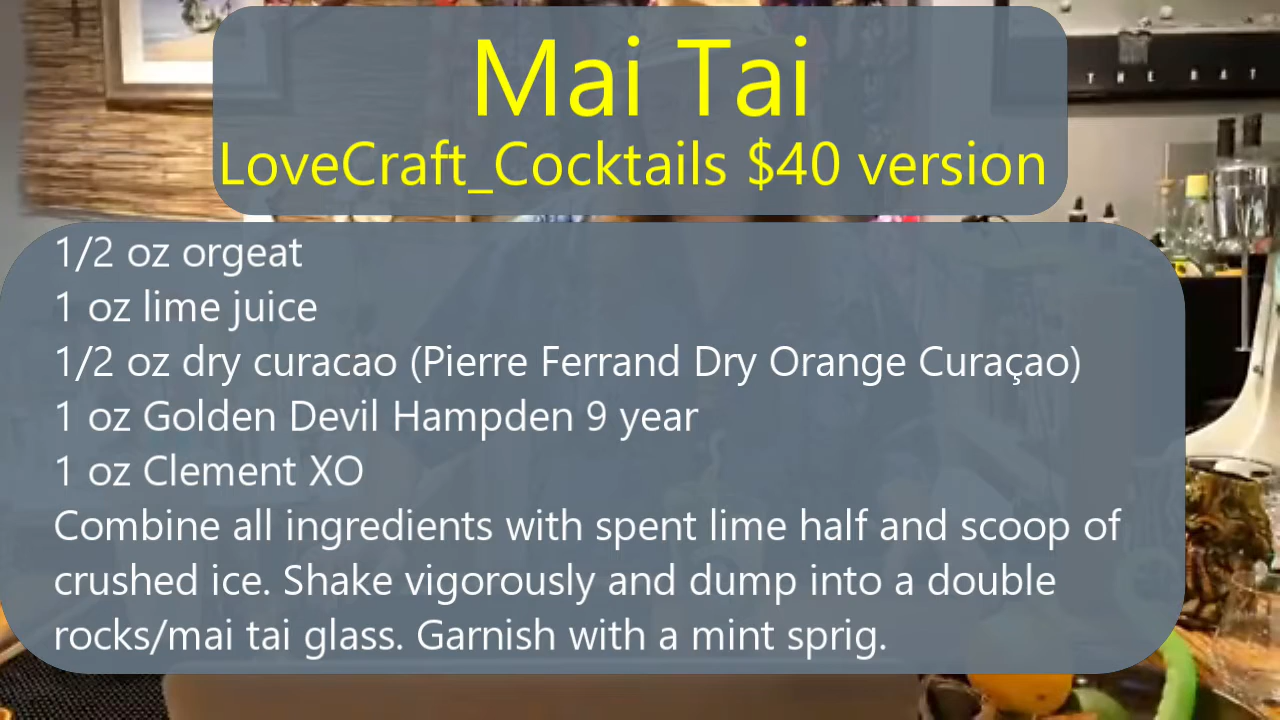 Mai Tai
LoveCraft_Cocktails $40 version
THE BAT
1/2 oz orgeat
1 oz lime juice
1/2 oz dry curacao (Pierre Ferrand Dry Orange Curaçao)
1 oz Golden Devil Hampden 9 year
1 oz Clement XO
Combine all ingredients with spent lime half and scoop of
crushed ice. Shake vigorously and dump into a double
rocks/mai tai glass. Garnish with a mint sprig.